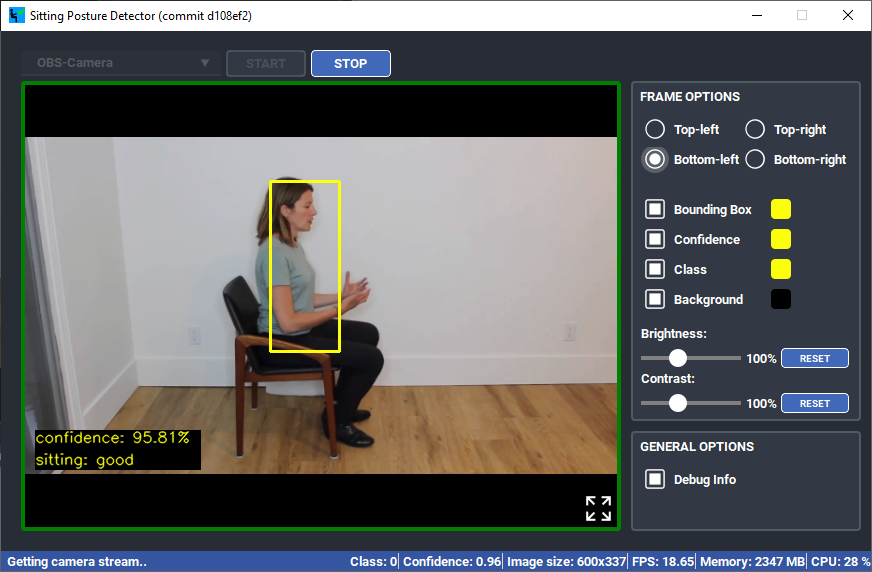 Sitting Posture Detector (commit d108ef2)
OBS-Camera
START
STOP
FRAME OPTIONS
Top-left
Top-right
Bottom-left
Bottom-right
Bounding Box
Confidence
Class
Background
Brightness:
100%
RESET
Contrast:
100%
RESET
confidence: 95.81%
sitting: good
GENERAL OPTIONS
Debug Info
Getting camera stream..
Class: 0 Confidence: 0.96 Image size: 600x337 FPS: 18.65 Memory: 2347 MB CPU: 28 %